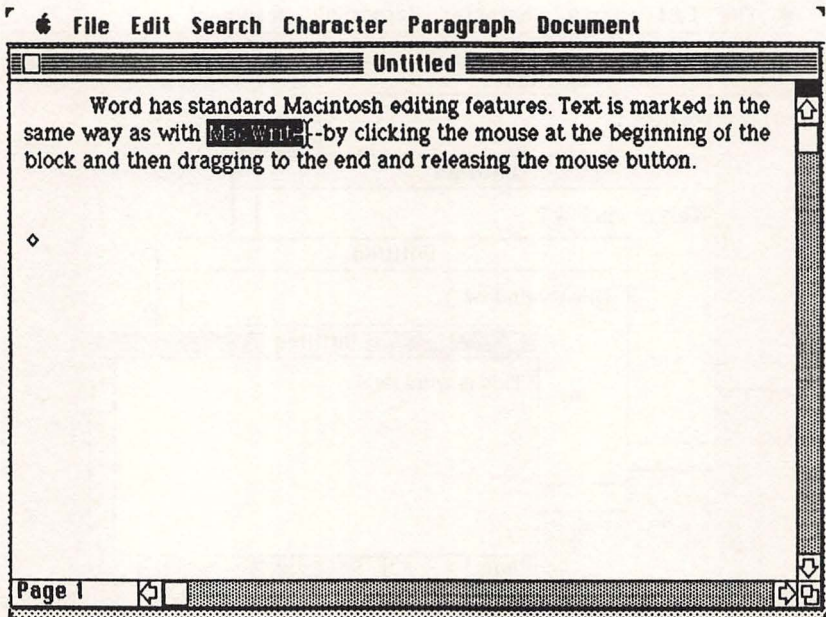 File Edit Search Character Paragraph Document
Untitled
Word has standard Macintosh editing features. Text is marked in the
same way as with MacWrite--by clicking the mouse at the beginning of the
block and then dragging to the end and releasing the mouse button.
Page 1